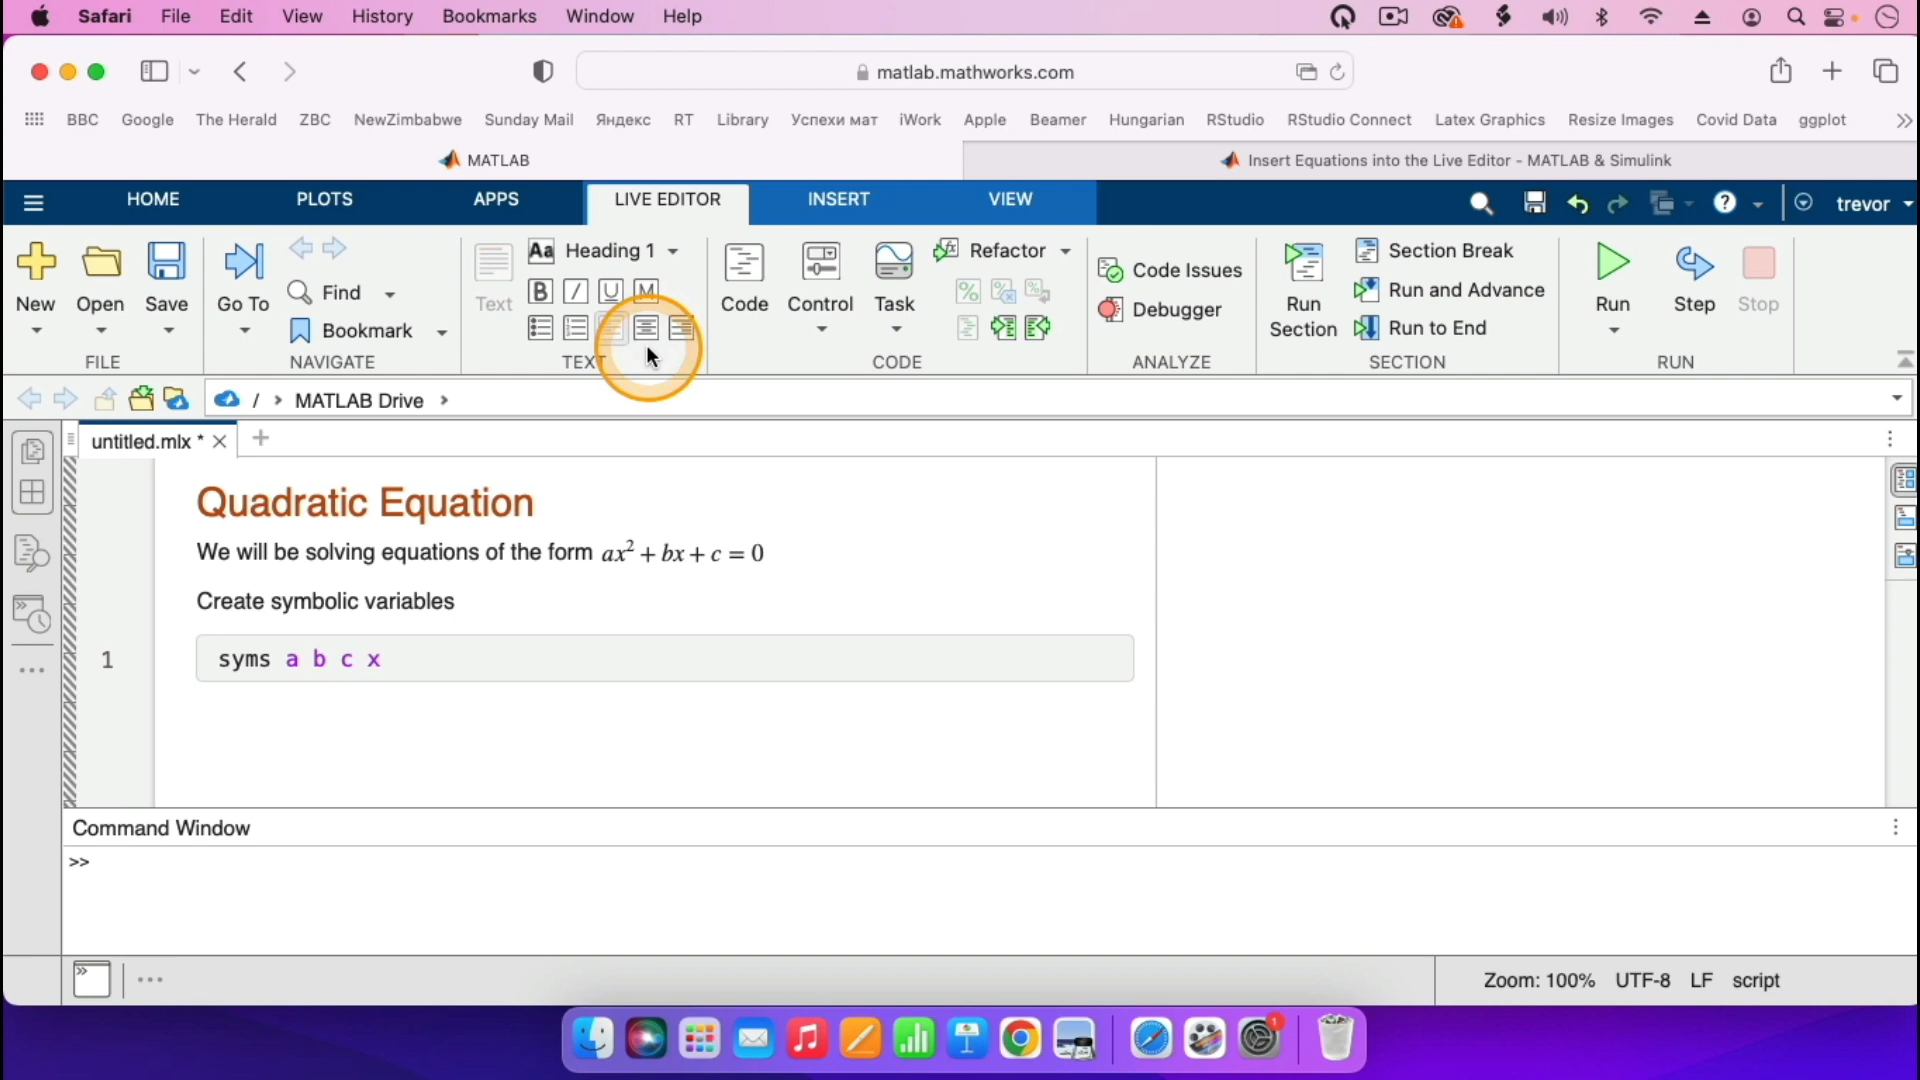 Safari File Edit View History Bookmarks Window Help
matlab.mathworks.com
BBC Google The Herald ZBC NewZimbabwe Sunday Mail Яндекс RT Library Успехи мат iWork Apple Beamer Hungarian RStudio RStudio Connect Latex Graphics Resize Images Covid Data ggplot
MATLAB Insert Equations into the Live Editor - MATLAB & Simulink
HOME PLOTS APPS LIVE EDITOR INSERT VIEW trevor
New Open Save Go To Find Bookmark
FILE NAVIGATE
Text Aa Heading 1
B I U M
TEXT
Code Control Task Refactor
CODE
Code Issues
Debugger
ANALYZE
Run Section Section Break
Run and Advance
Run to End
SECTION
Run Step Stop
RUN
/ › MATLAB Drive ›
untitled.mlx * × +
Quadratic Equation
We will be solving equations of the form ax² + bx + c = 0
Create symbolic variables
1 syms a b c x
Command Window
>>
Zoom: 100% UTF-8 LF script
1